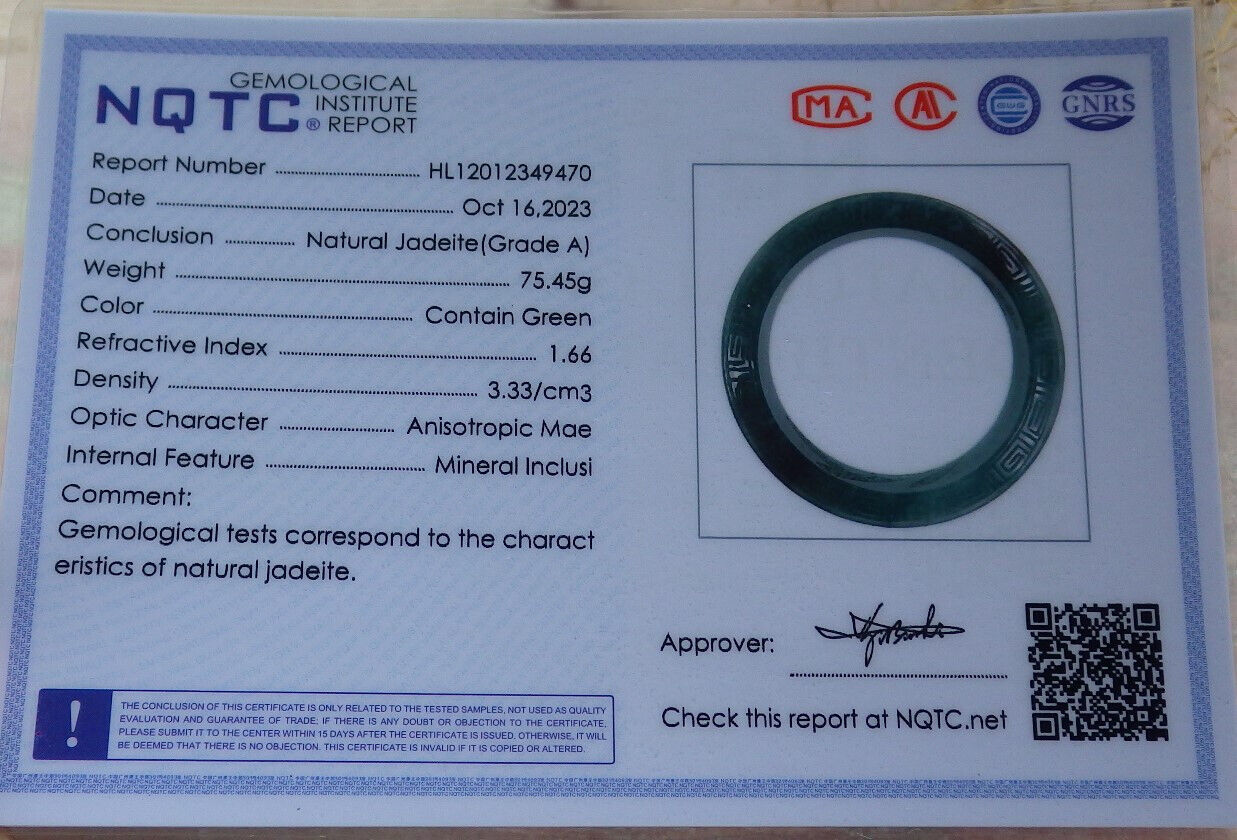 NQTC® GEMOLOGICAL
INSTITUTE
REPORT
MA
GNRS
Report Number HL12012349470
Date Oct 16,2023
Conclusion Natural Jadeite(Grade A)
Weight 75.45g
Color Contain Green
Refractive Index 1.66
Density 3.33/cm3
Optic Character Anisotropic Mae
Internal Feature Mineral Inclusi
Comment:
Gemological tests correspond to the charact
eristics of natural jadeite.
Approver:
Check this report at NQTC.net
!
THE CONCLUSION OF THIS CERTIFICATE IS ONLY RELATED TO THE TESTED SAMPLES, NOT USED AS QUALITY
EVALUATION AND GUARANTEE OF TRADE; IF THERE IS ANY DOUBT OR OBJECTION TO THE CERTIFICATE,
PLEASE SUBMIT IT TO THE CENTER WITHIN 15 DAYS AFTER THE CERTIFICATE IS ISSUED. OTHERWISE, IT WILL
BE DEEMED THAT THERE IS NO OBJECTION. THIS CERTIFICATE IS INVALID IF IT IS COPIED OR ALTERED.